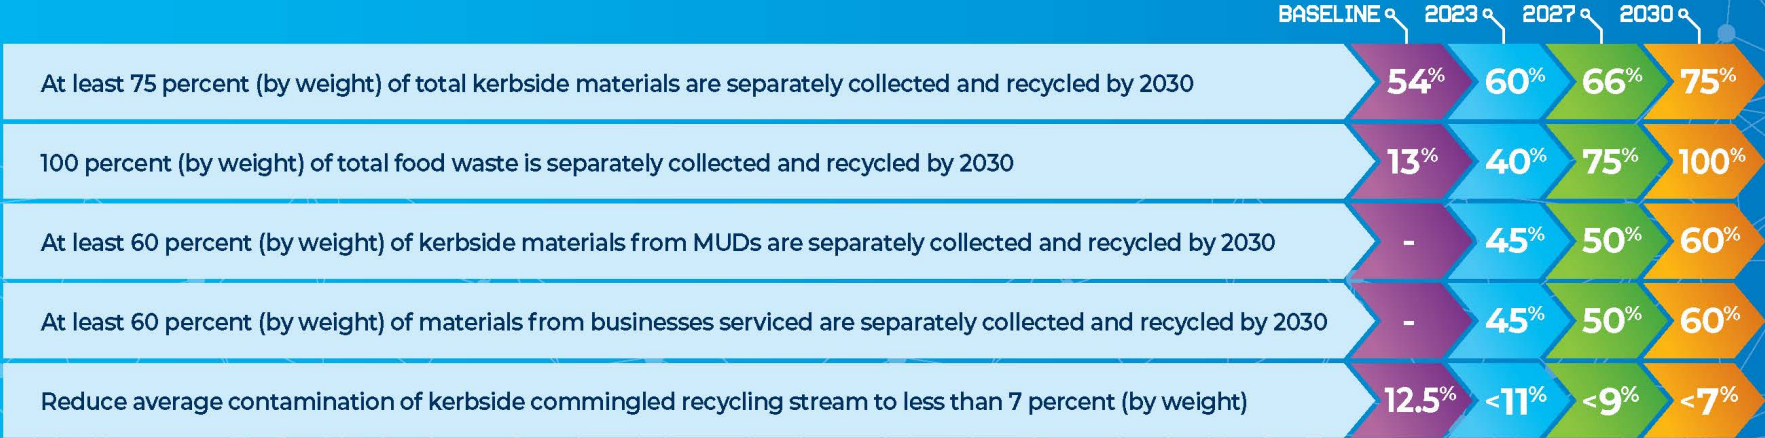 BASELINE 2023 2027 2030
At least 75 percent (by weight) of total kerbside materials are separately collected and recycled by 2030 54% 60% 66% 75%
100 percent (by weight) of total food waste is separately collected and recycled by 2030 13% 40% 75% 100%
At least 60 percent (by weight) of kerbside materials from MUDs are separately collected and recycled by 2030 - 45% 50% 60%
At least 60 percent (by weight) of materials from businesses serviced are separately collected and recycled by 2030 - 45% 50% 60%
Reduce average contamination of kerbside commingled recycling stream to less than 7 percent (by weight) 12.5% <11% <9% <7%